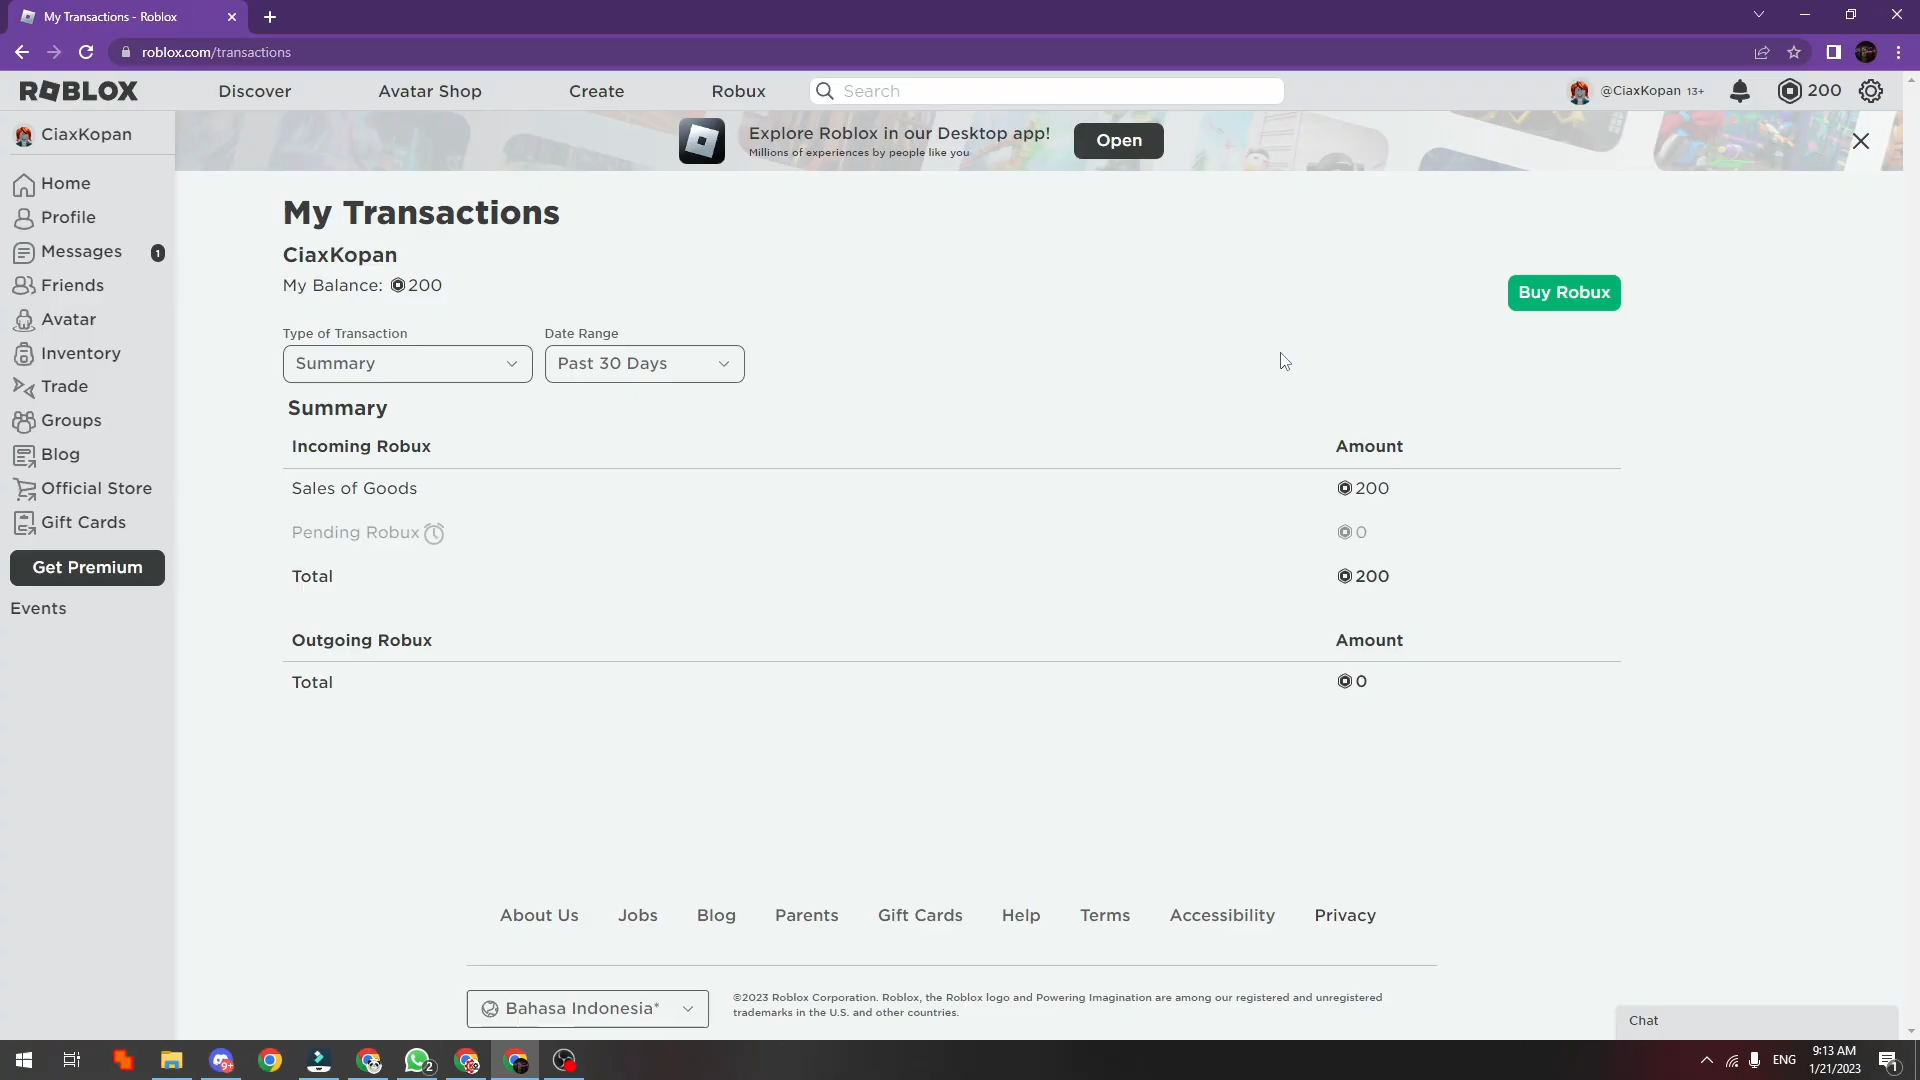 My Transactions - Roblox
roblox.com/transactions
ROBLOX
Discover
Avatar Shop
Create
Robux
Search
@CiaxKopan 13+
200
CiaxKopan
Explore Roblox in our Desktop app!
Millions of experiences by people like you
Open
Home
Profile
Messages
1
Friends
Avatar
Inventory
Trade
Groups
Blog
Official Store
Gift Cards
Get Premium
Events
My Transactions
CiaxKopan
My Balance: 200
Buy Robux
Type of Transaction
Date Range
Summary
Past 30 Days
Summary
Incoming Robux
Amount
Sales of Goods
200
Pending Robux
0
Total
200
Outgoing Robux
Amount
Total
0
About Us
Jobs
Blog
Parents
Gift Cards
Help
Terms
Accessibility
Privacy
Bahasa Indonesia*
©2023 Roblox Corporation. Roblox, the Roblox logo and Powering Imagination are among our registered and unregistered
trademarks in the U.S. and other countries.
Chat
9+
2
ENG
9:13 AM
1/21/2023
1